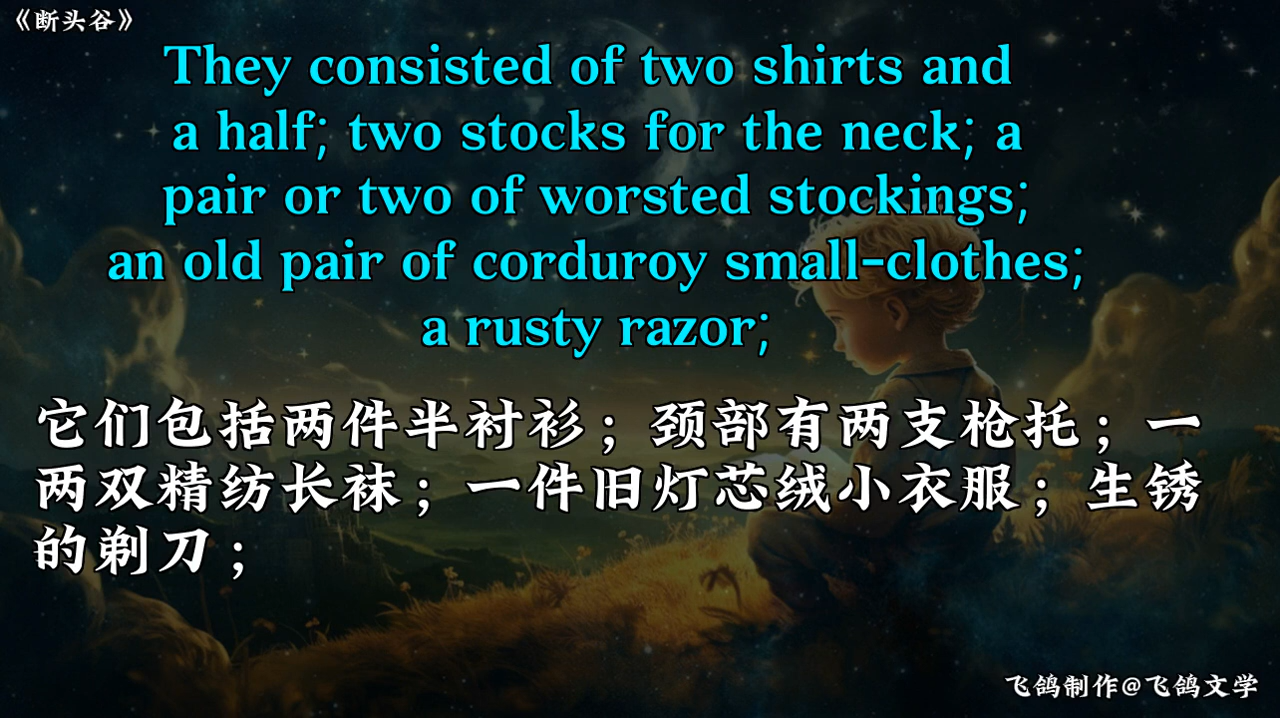 《断头谷》
They consisted of two shirts and
a half; two stocks for the neck; a
pair or two of worsted stockings;
an old pair of corduroy small-clothes;
a rusty razor;
它们包括两件半衬衫；颈部有两支枪托；一
两双精纺长袜；一件旧灯芯绒小衣服；生锈
的剃刀；
飞鸽制作@飞鸽文学